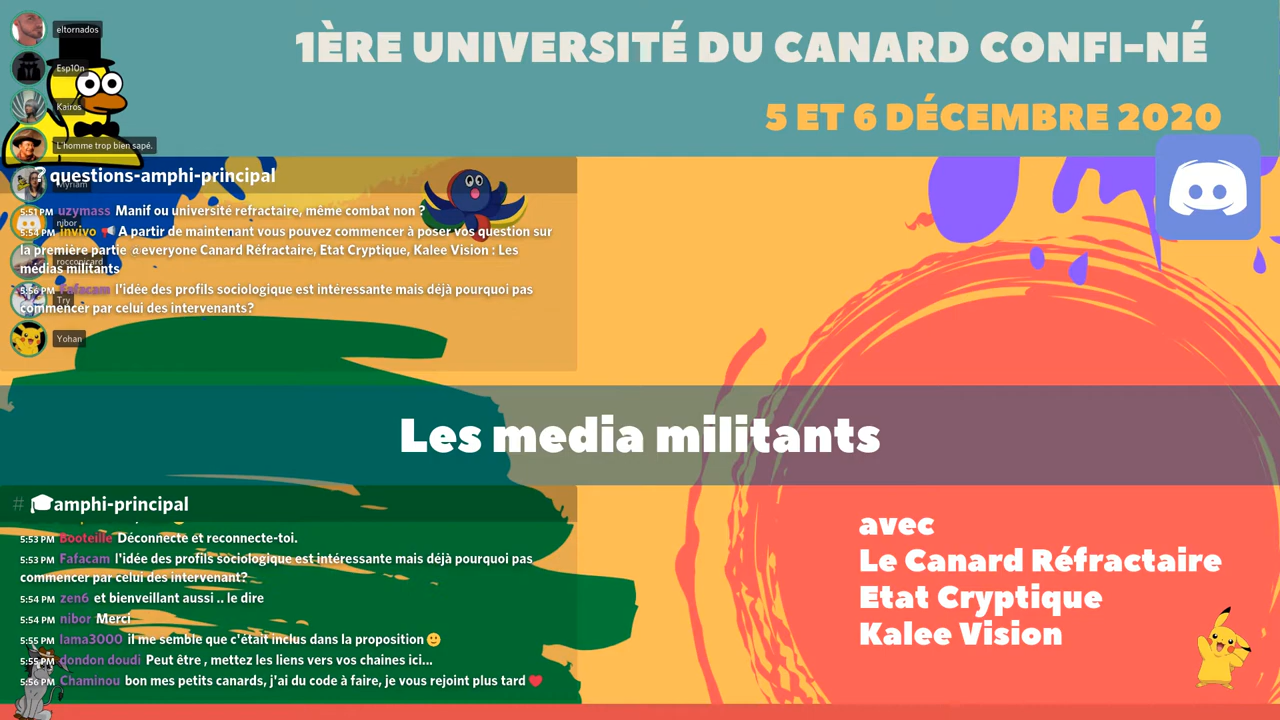 1ÈRE UNIVERSITÉ DU CANARD CONFI-NÉ
5 ET 6 DÉCEMBRE 2020
eltornados
Esp10n
Kairos
L'homme trop bien sapé.
Myriam
nibor
roccopicard
Try
Yohan
? questions-amphi-principal
5:51 PM uzymass Manif ou université refractaire, même combat non ?
5:54 PM invivo 📢 A partir de maintenant vous pouvez commencer à poser vos question sur
la première partie @everyone Canard Réfractaire, Etat Cryptique, Kalee Vision : Les
médias militants
5:56 PM Fafacam l'idée des profils sociologique est intéressante mais déjà pourquoi pas
commencer par celui des intervenants?
Les media militants
# 🎓amphi-principal
5:53 PM Booteille Déconnecte et reconnecte-toi.
5:53 PM Fafacam l'idée des profils sociologique est intéressante mais déjà pourquoi pas
commencer par celui des intervenant?
5:54 PM zen6 et bienveillant aussi .. le dire
5:54 PM nibor Merci
5:55 PM lama3000 il me semble que c'était inclus dans la proposition 🙂
5:55 PM dondon doudi Peut être , mettez les liens vers vos chaines ici...
5:56 PM Chaminou bon mes petits canards, j'ai du code à faire, je vous rejoint plus tard ❤️
avec
Le Canard Réfractaire
Etat Cryptique
Kalee Vision